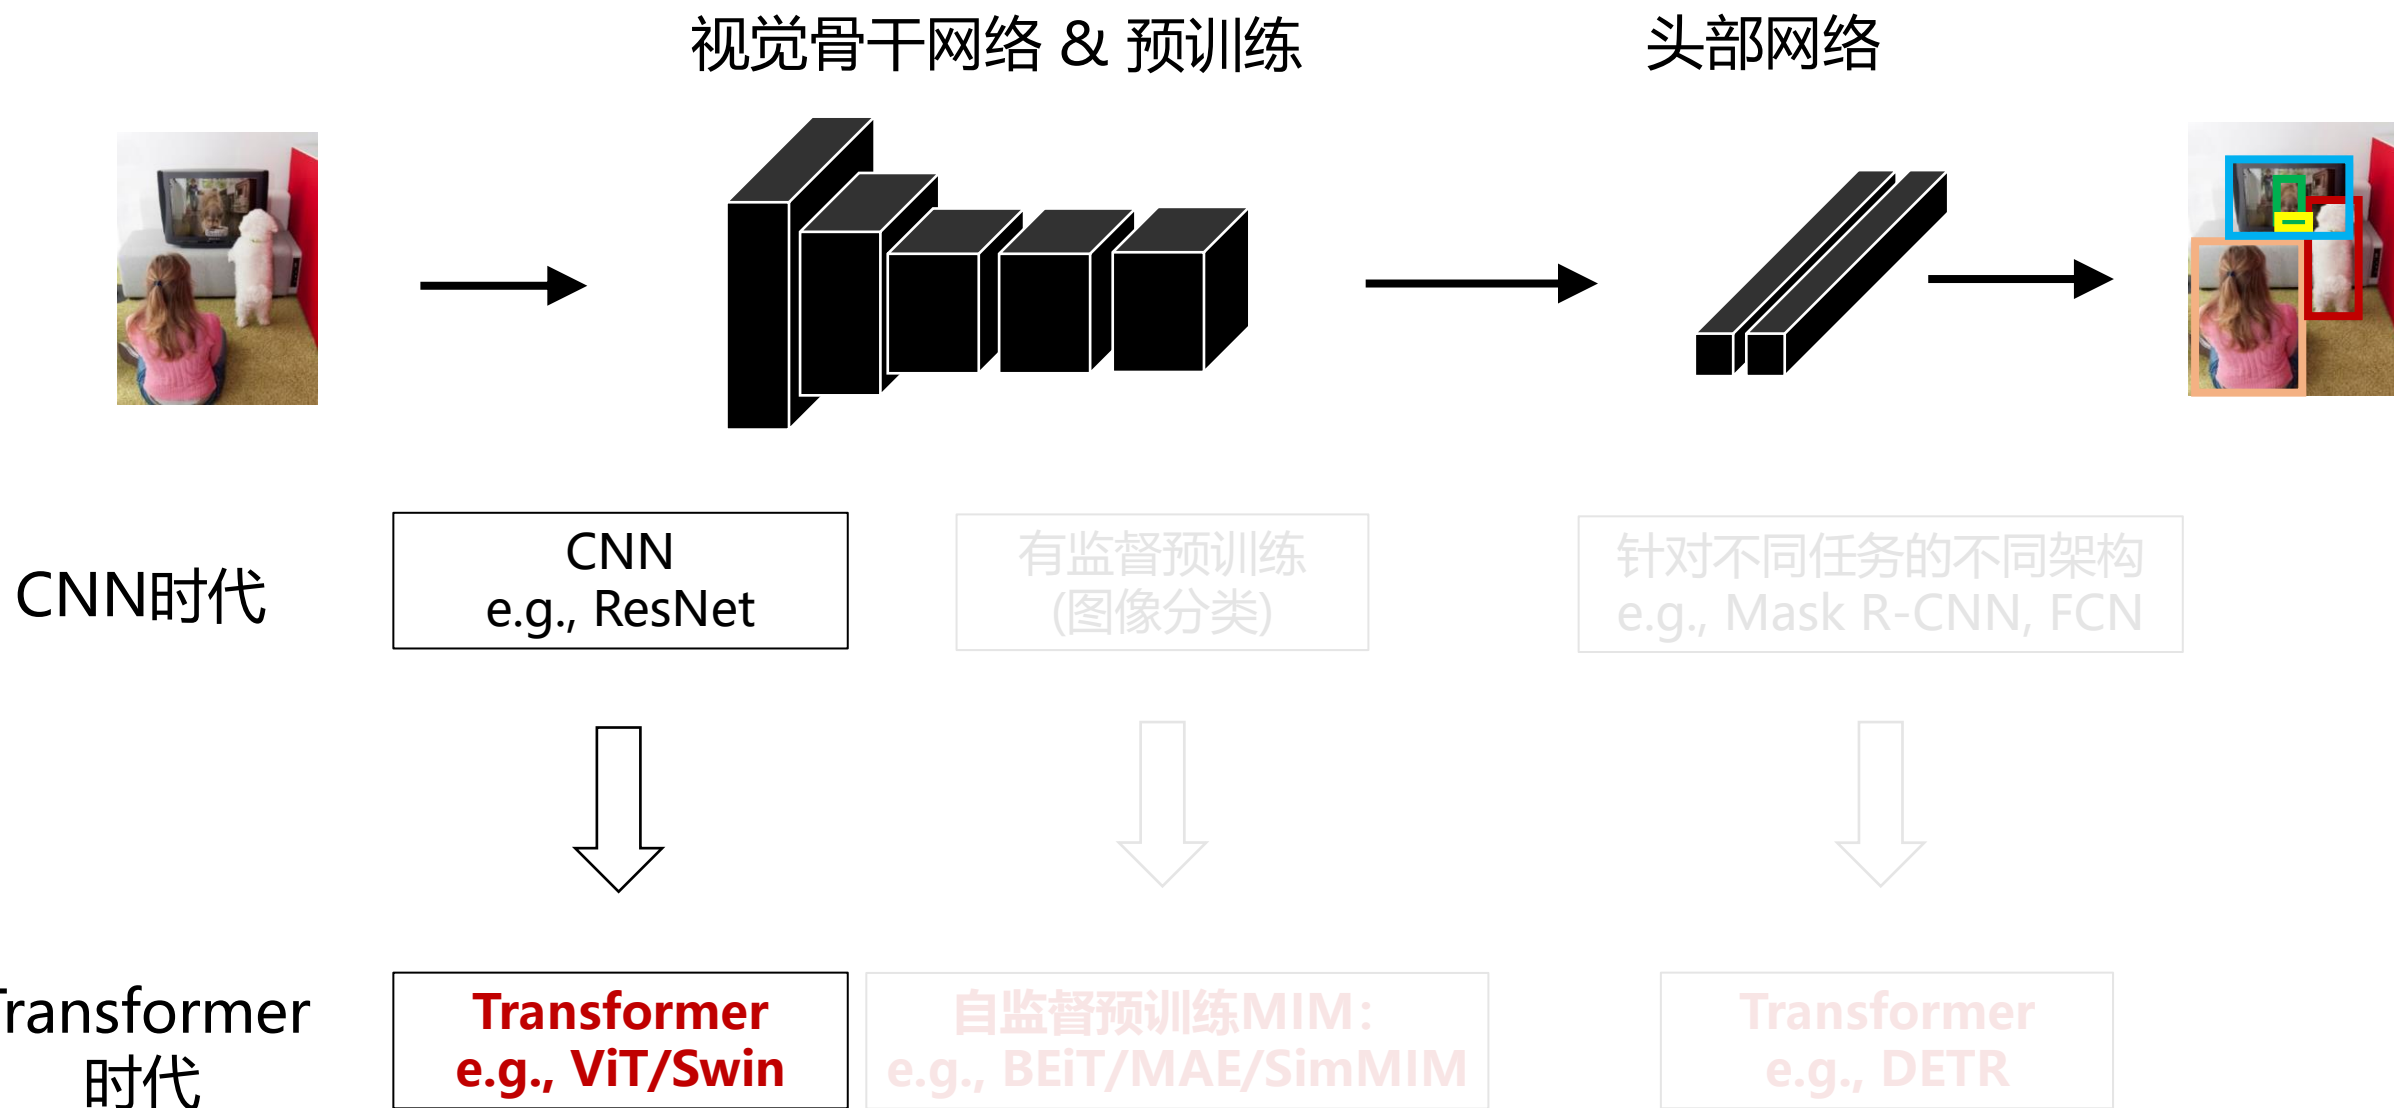 视觉骨干网络 & 预训练
头部网络
CNN时代
CNN
e.g., ResNet
有监督预训练
(图像分类)
针对不同任务的不同架构
e.g., Mask R-CNN, FCN
Transformer
时代
Transformer
e.g., ViT/Swin
自监督预训练MIM:
e.g., BEiT/MAE/SimMIM
Transformer
e.g., DETR